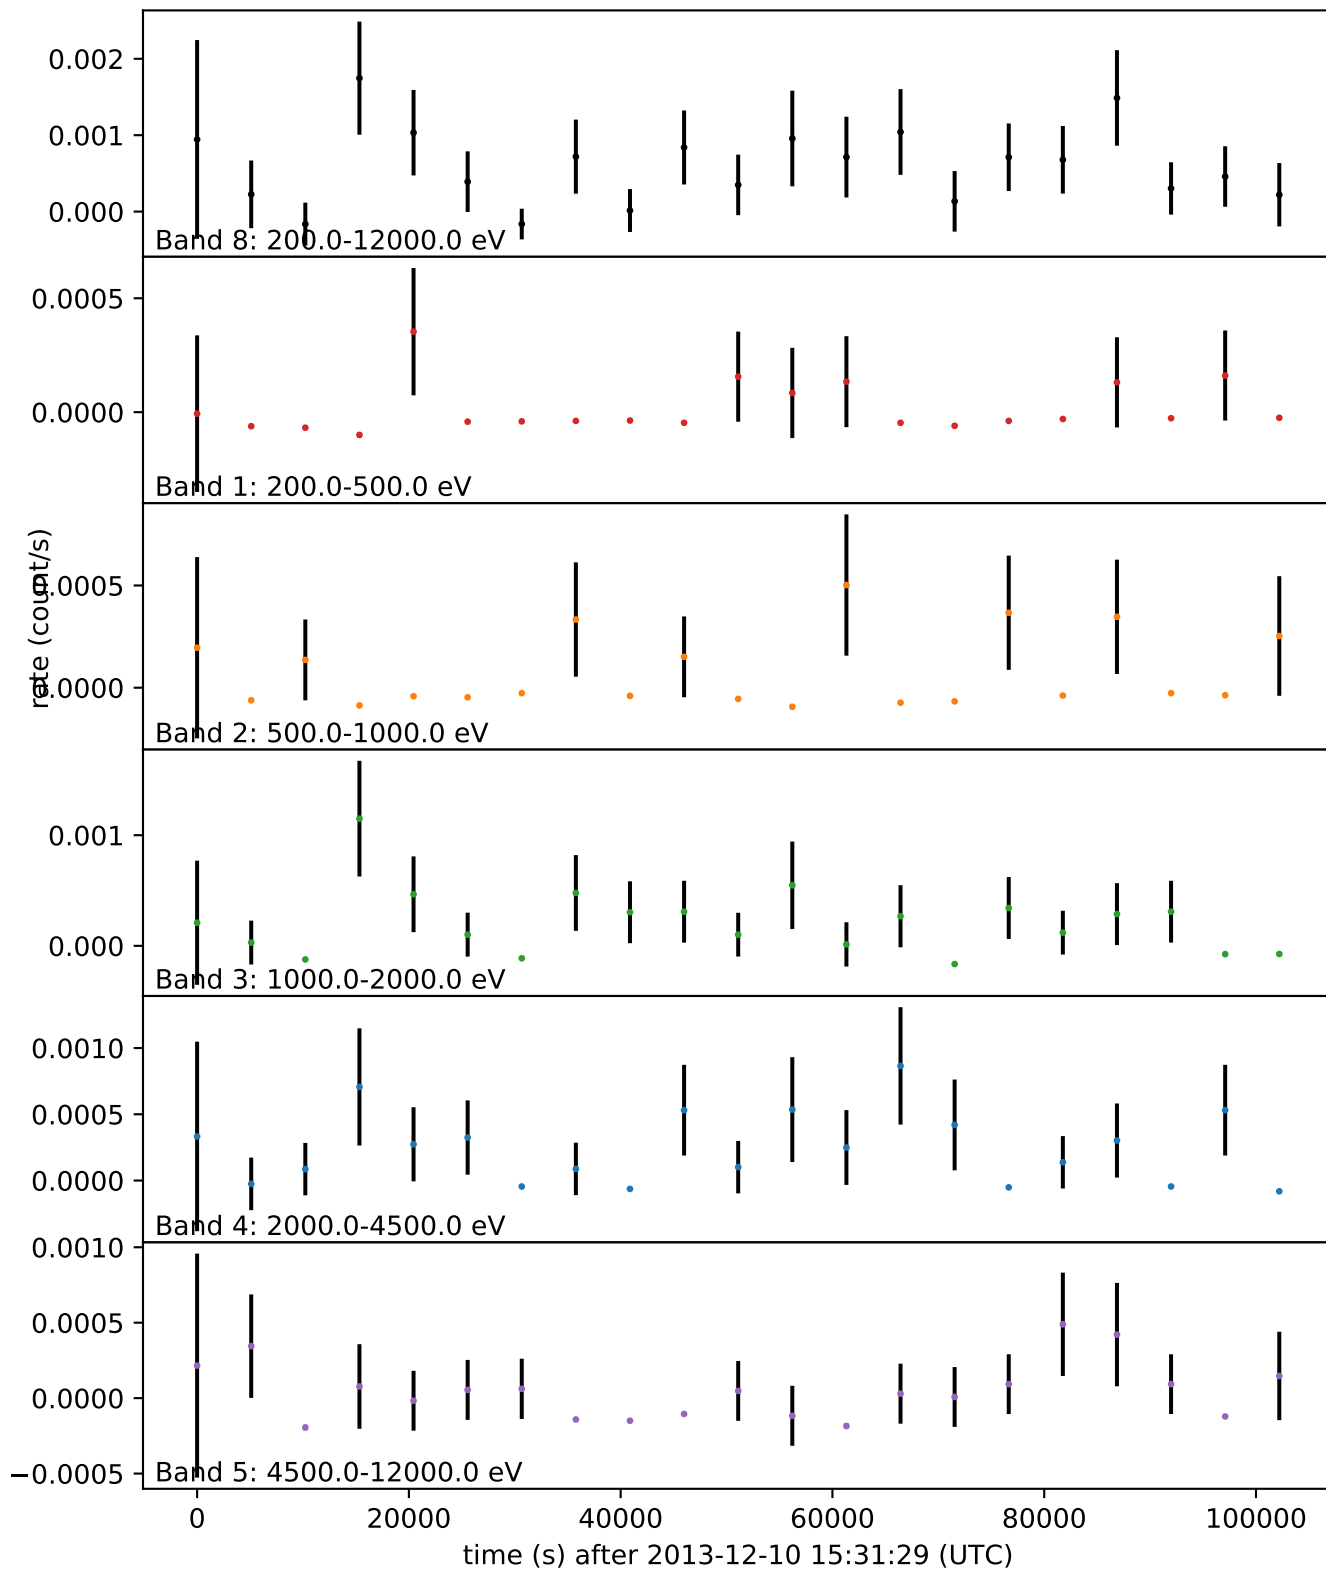 0.002
0.001
0.000
Band 8: 200.0-12000.0 eV
0.0005
0.0000
Band 1: 200.0-500.0 eV
rate (count/s)
0.0005
0.0000
Band 2: 500.0-1000.0 eV
0.001
0.000
Band 3: 1000.0-2000.0 eV
0.0010
0.0005
0.0000
Band 4: 2000.0-4500.0 eV
0.0010
0.0005
0.0000
−0.0005
Band 5: 4500.0-12000.0 eV
0 20000 40000 60000 80000 100000
time (s) after 2013-12-10 15:31:29 (UTC)